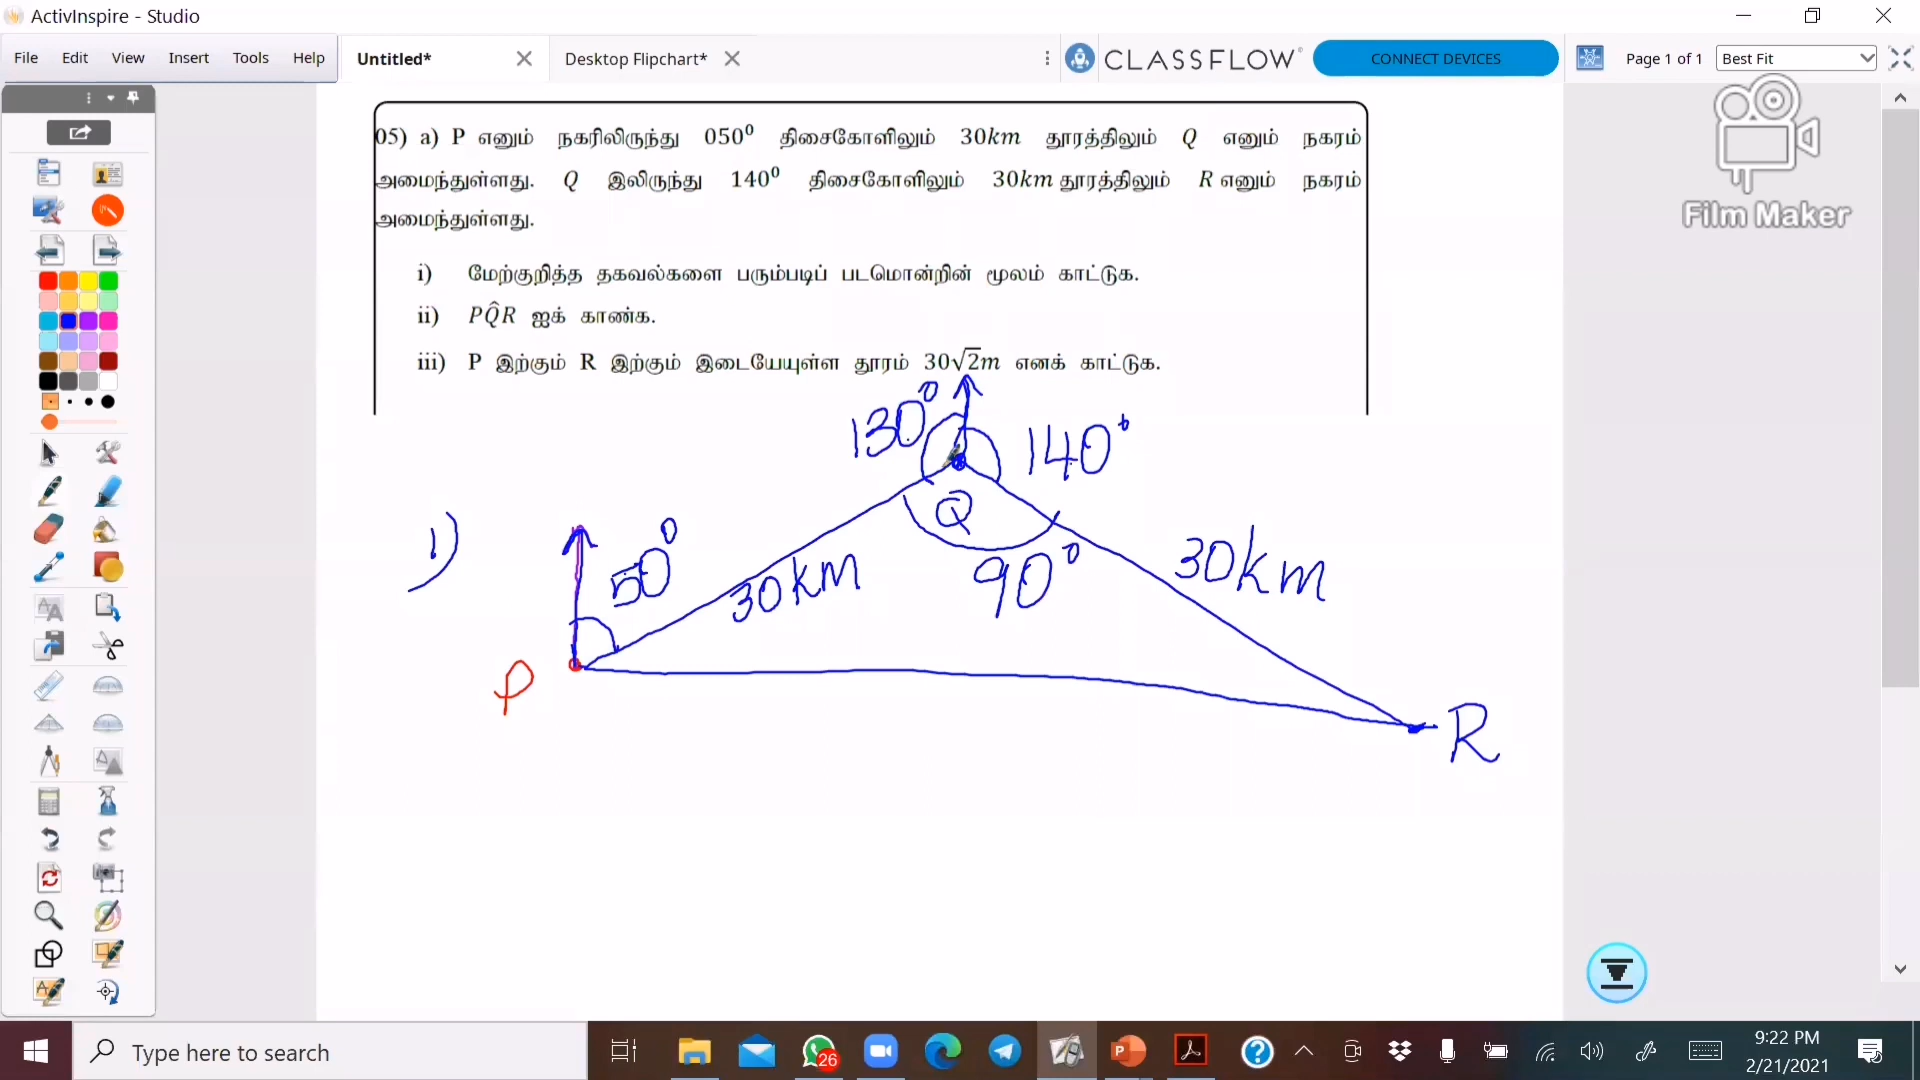 ActivInspire - Studio
File Edit View Insert Tools Help Untitled* Desktop Flipchart* CLASSFLOW CONNECT DEVICES Page 1 of 1 Best Fit
Film Maker
05) a) P எனும் நகரிலிருந்து 050⁰ திசைகோளிலும் 30km தூரத்திலும் Q எனும் நகரம்
அமைந்துள்ளது. Q இலிருந்து 140⁰ திசைகோளிலும் 30km தூரத்திலும் R எனும் நகரம்
அமைந்துள்ளது.
i) மேற்குறித்த தகவல்களை பரும்படிப் படமொன்றின் மூலம் காட்டுக.
ii) PQ̂R ஐக் காண்க.
iii) P இற்கும் R இற்கும் இடையேயுள்ள தூரம் 30√2m எனக் காட்டுக.
130⁰ 140⁰
Q
1) 50⁰ 30km 90⁰ 30km
P
R
Type here to search
26
9:22 PM
2/21/2021